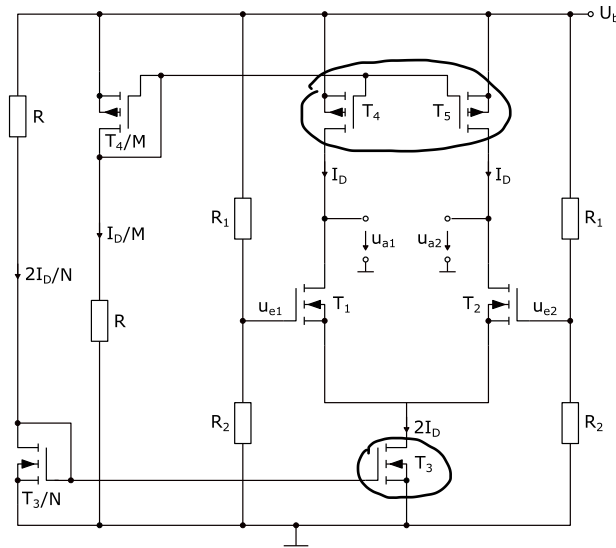 U_b
R
T_4/M
T_4
T_5
I_D
I_D
R_1
R_1
I_D/M
u_a1
u_a2
2I_D/N
R
u_e1
T_1
T_2
u_e2
R_2
R_2
2I_D
T_3
T_3/N